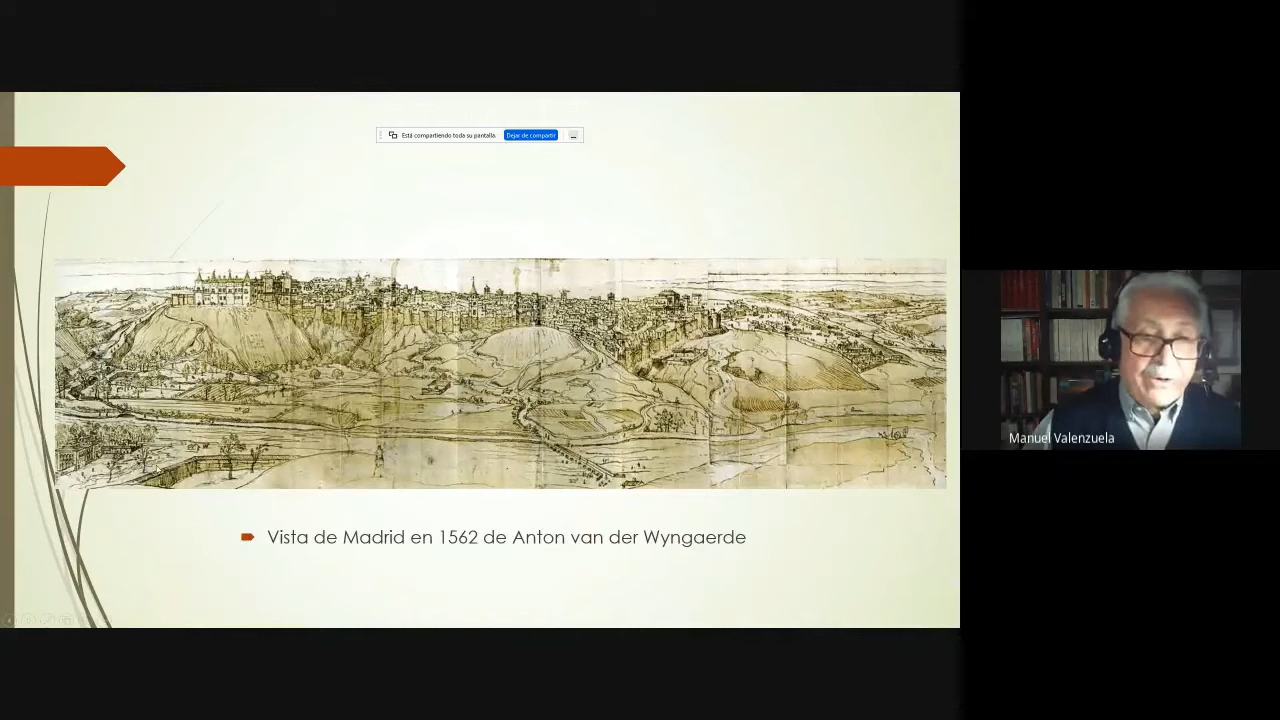 Está compartiendo toda su pantalla.
Dejar de compartir
Vista de Madrid en 1562 de Anton van der Wyngaerde
Manuel Valenzuela